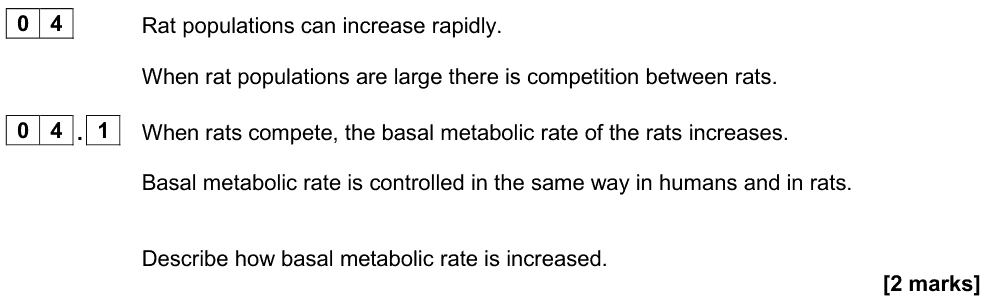 0 4 Rat populations can increase rapidly.
When rat populations are large there is competition between rats.
0 4 . 1 When rats compete, the basal metabolic rate of the rats increases.
Basal metabolic rate is controlled in the same way in humans and in rats.
Describe how basal metabolic rate is increased.
[2 marks]